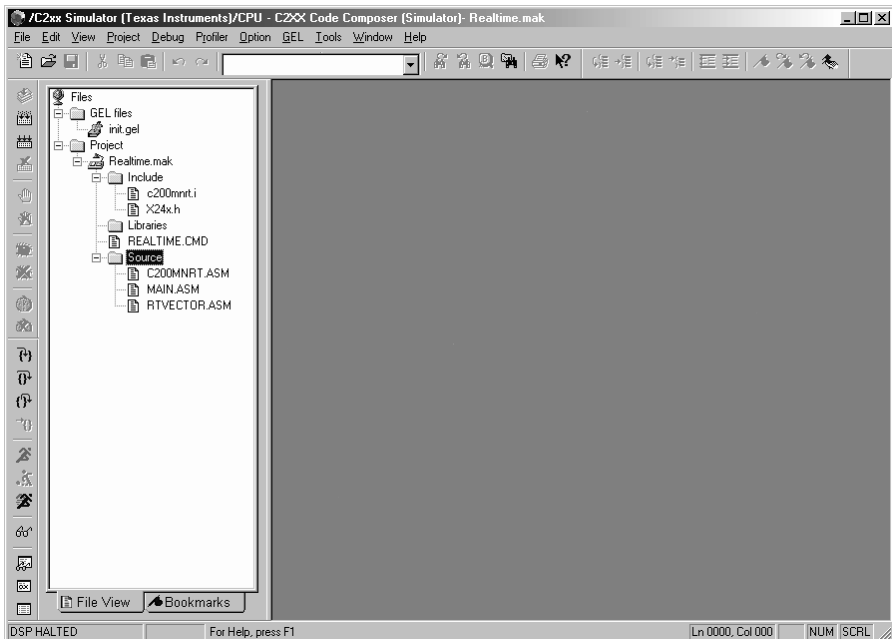 /C2xx Simulator (Texas Instruments)/CPU - C2XX Code Composer (Simulator)- Realtime.mak
File Edit View Project Debug Profiler Option GEL Tools Window Help
Files
GEL files
init.gel
Project
Realtime.mak
Include
c200mnrt.i
X24x.h
Libraries
REALTIME.CMD
Source
C200MNRT.ASM
MAIN.ASM
RTVECTOR.ASM
File View Bookmarks
DSP HALTED For Help, press F1 Ln 0000, Col 000 NUM SCRL